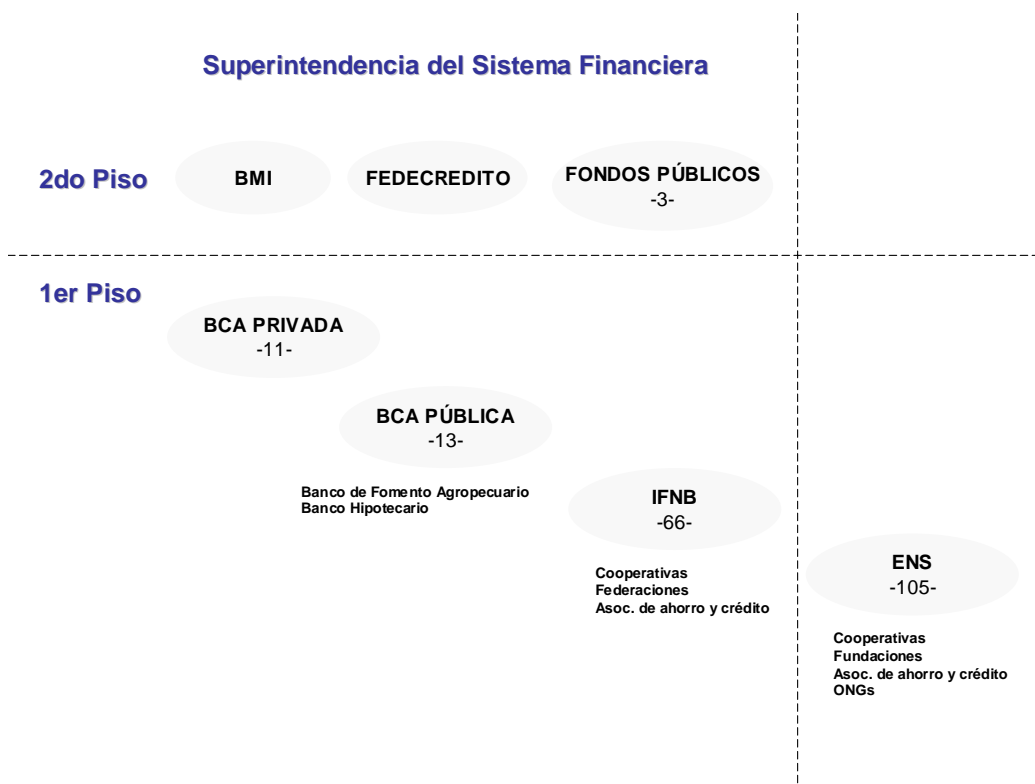 Superintendencia del Sistema Financiera
2do Piso
BMI
FEDECREDITO
FONDOS PÚBLICOS
-3-
1er Piso
BCA PRIVADA
-11-
BCA PÚBLICA
-13-
Banco de Fomento Agropecuario
Banco Hipotecario
IFNB
-66-
Cooperativas
Federaciones
Asoc. de ahorro y crédito
ENS
-105-
Cooperativas
Fundaciones
Asoc. de ahorro y crédito
ONGs